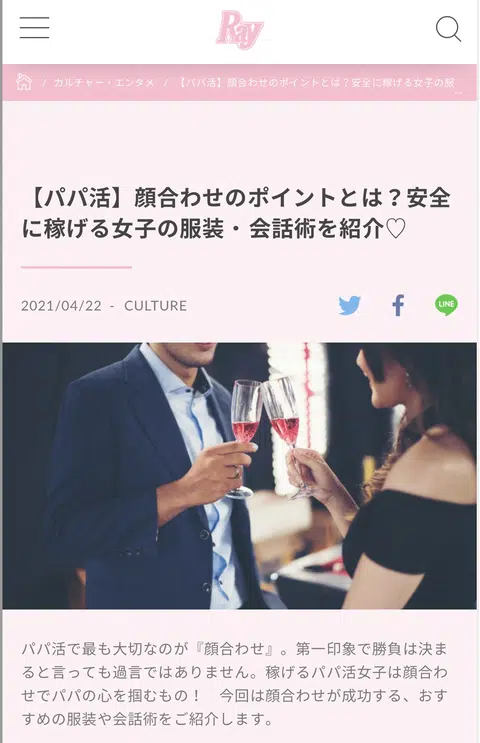 Ray
/ カルチャー・エンタメ / 【パパ活】顔合わせのポイントとは？安全に稼げる女子の服...
【パパ活】顔合わせのポイントとは？安全
に稼げる女子の服装・会話術を紹介♡
2021/04/22 - CULTURE
LINE
パパ活で最も大切なのが『顔合わせ』。第一印象で勝負は決ま
ると言っても過言ではありません。稼げるパパ活女子は顔合わ
せでパパの心を掴むもの！　今回は顔合わせが成功する、おす
すめの服装や会話術をご紹介します。